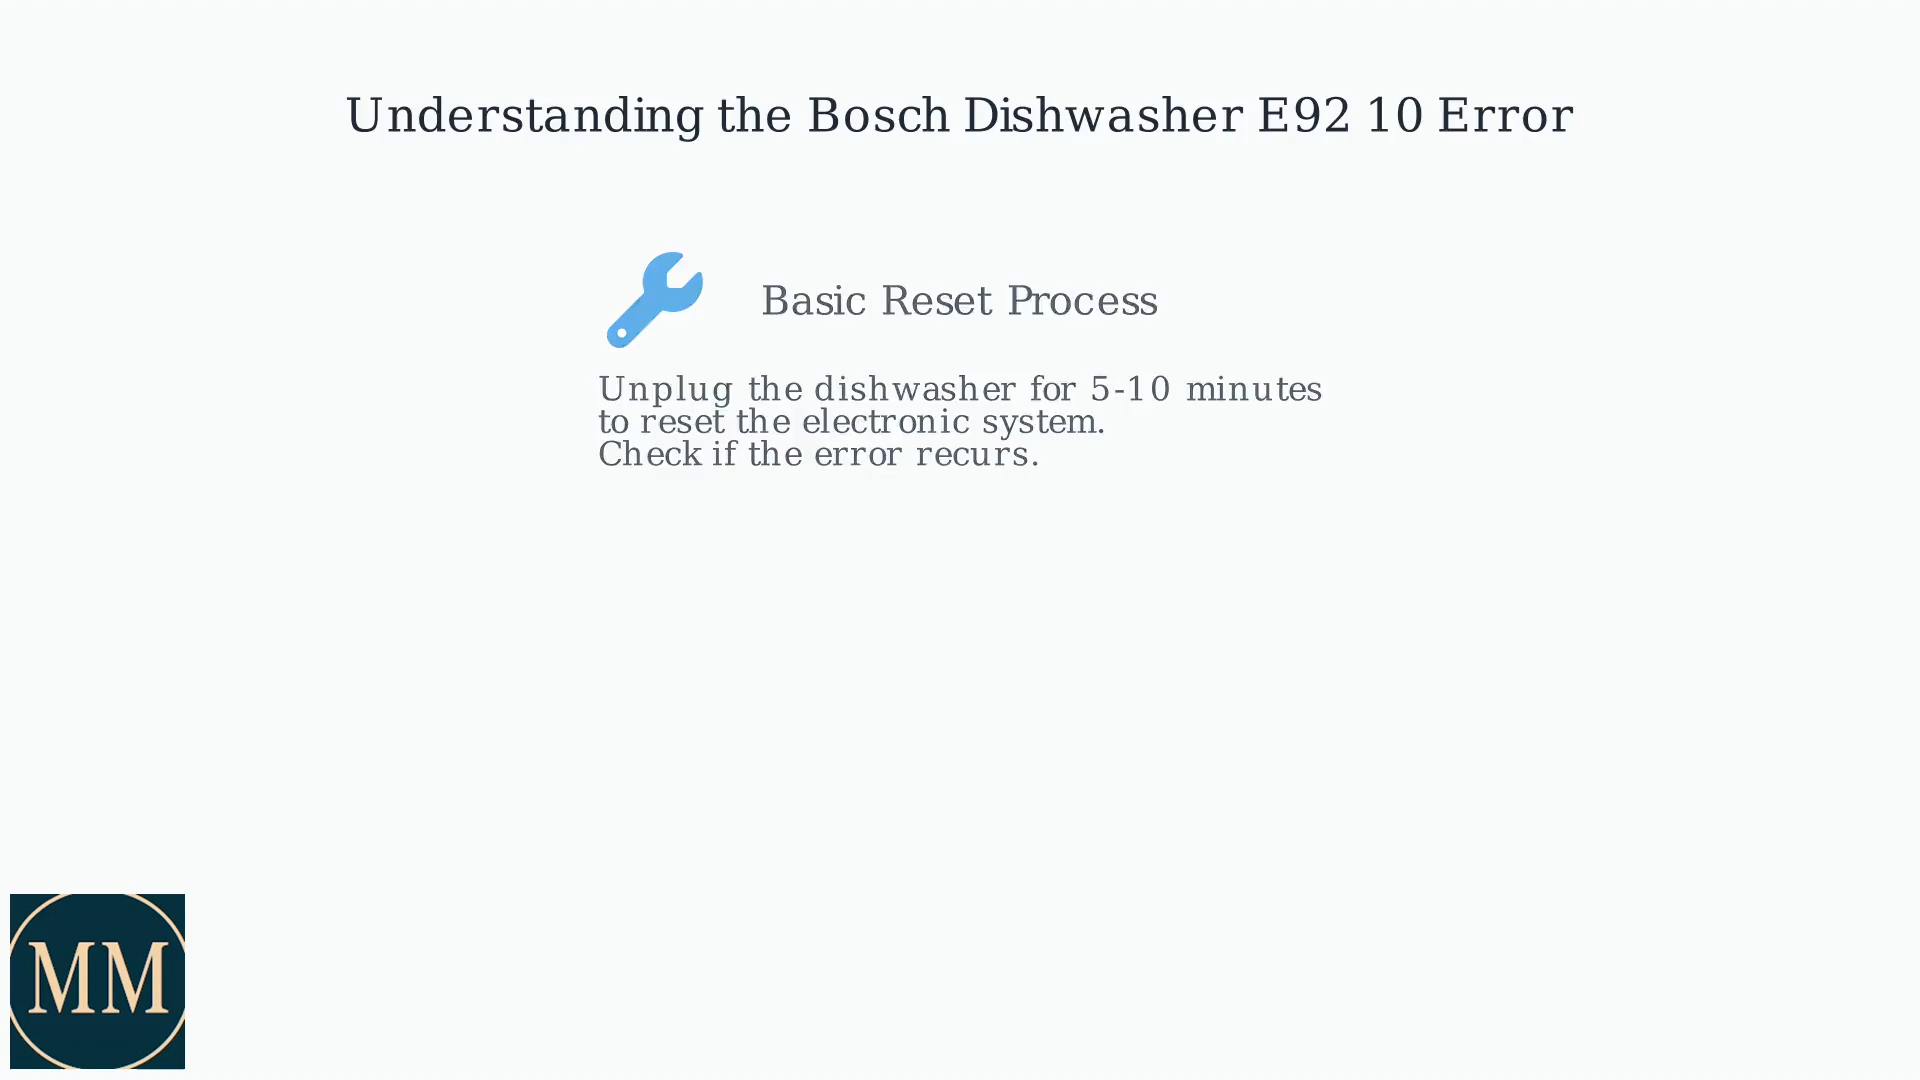 Understanding the Bosch Dishwasher E92 10 Error
Basic Reset Process
Unplug the dishwasher for 5-10 minutes
to reset the electronic system.
Check if the error recurs.
MM